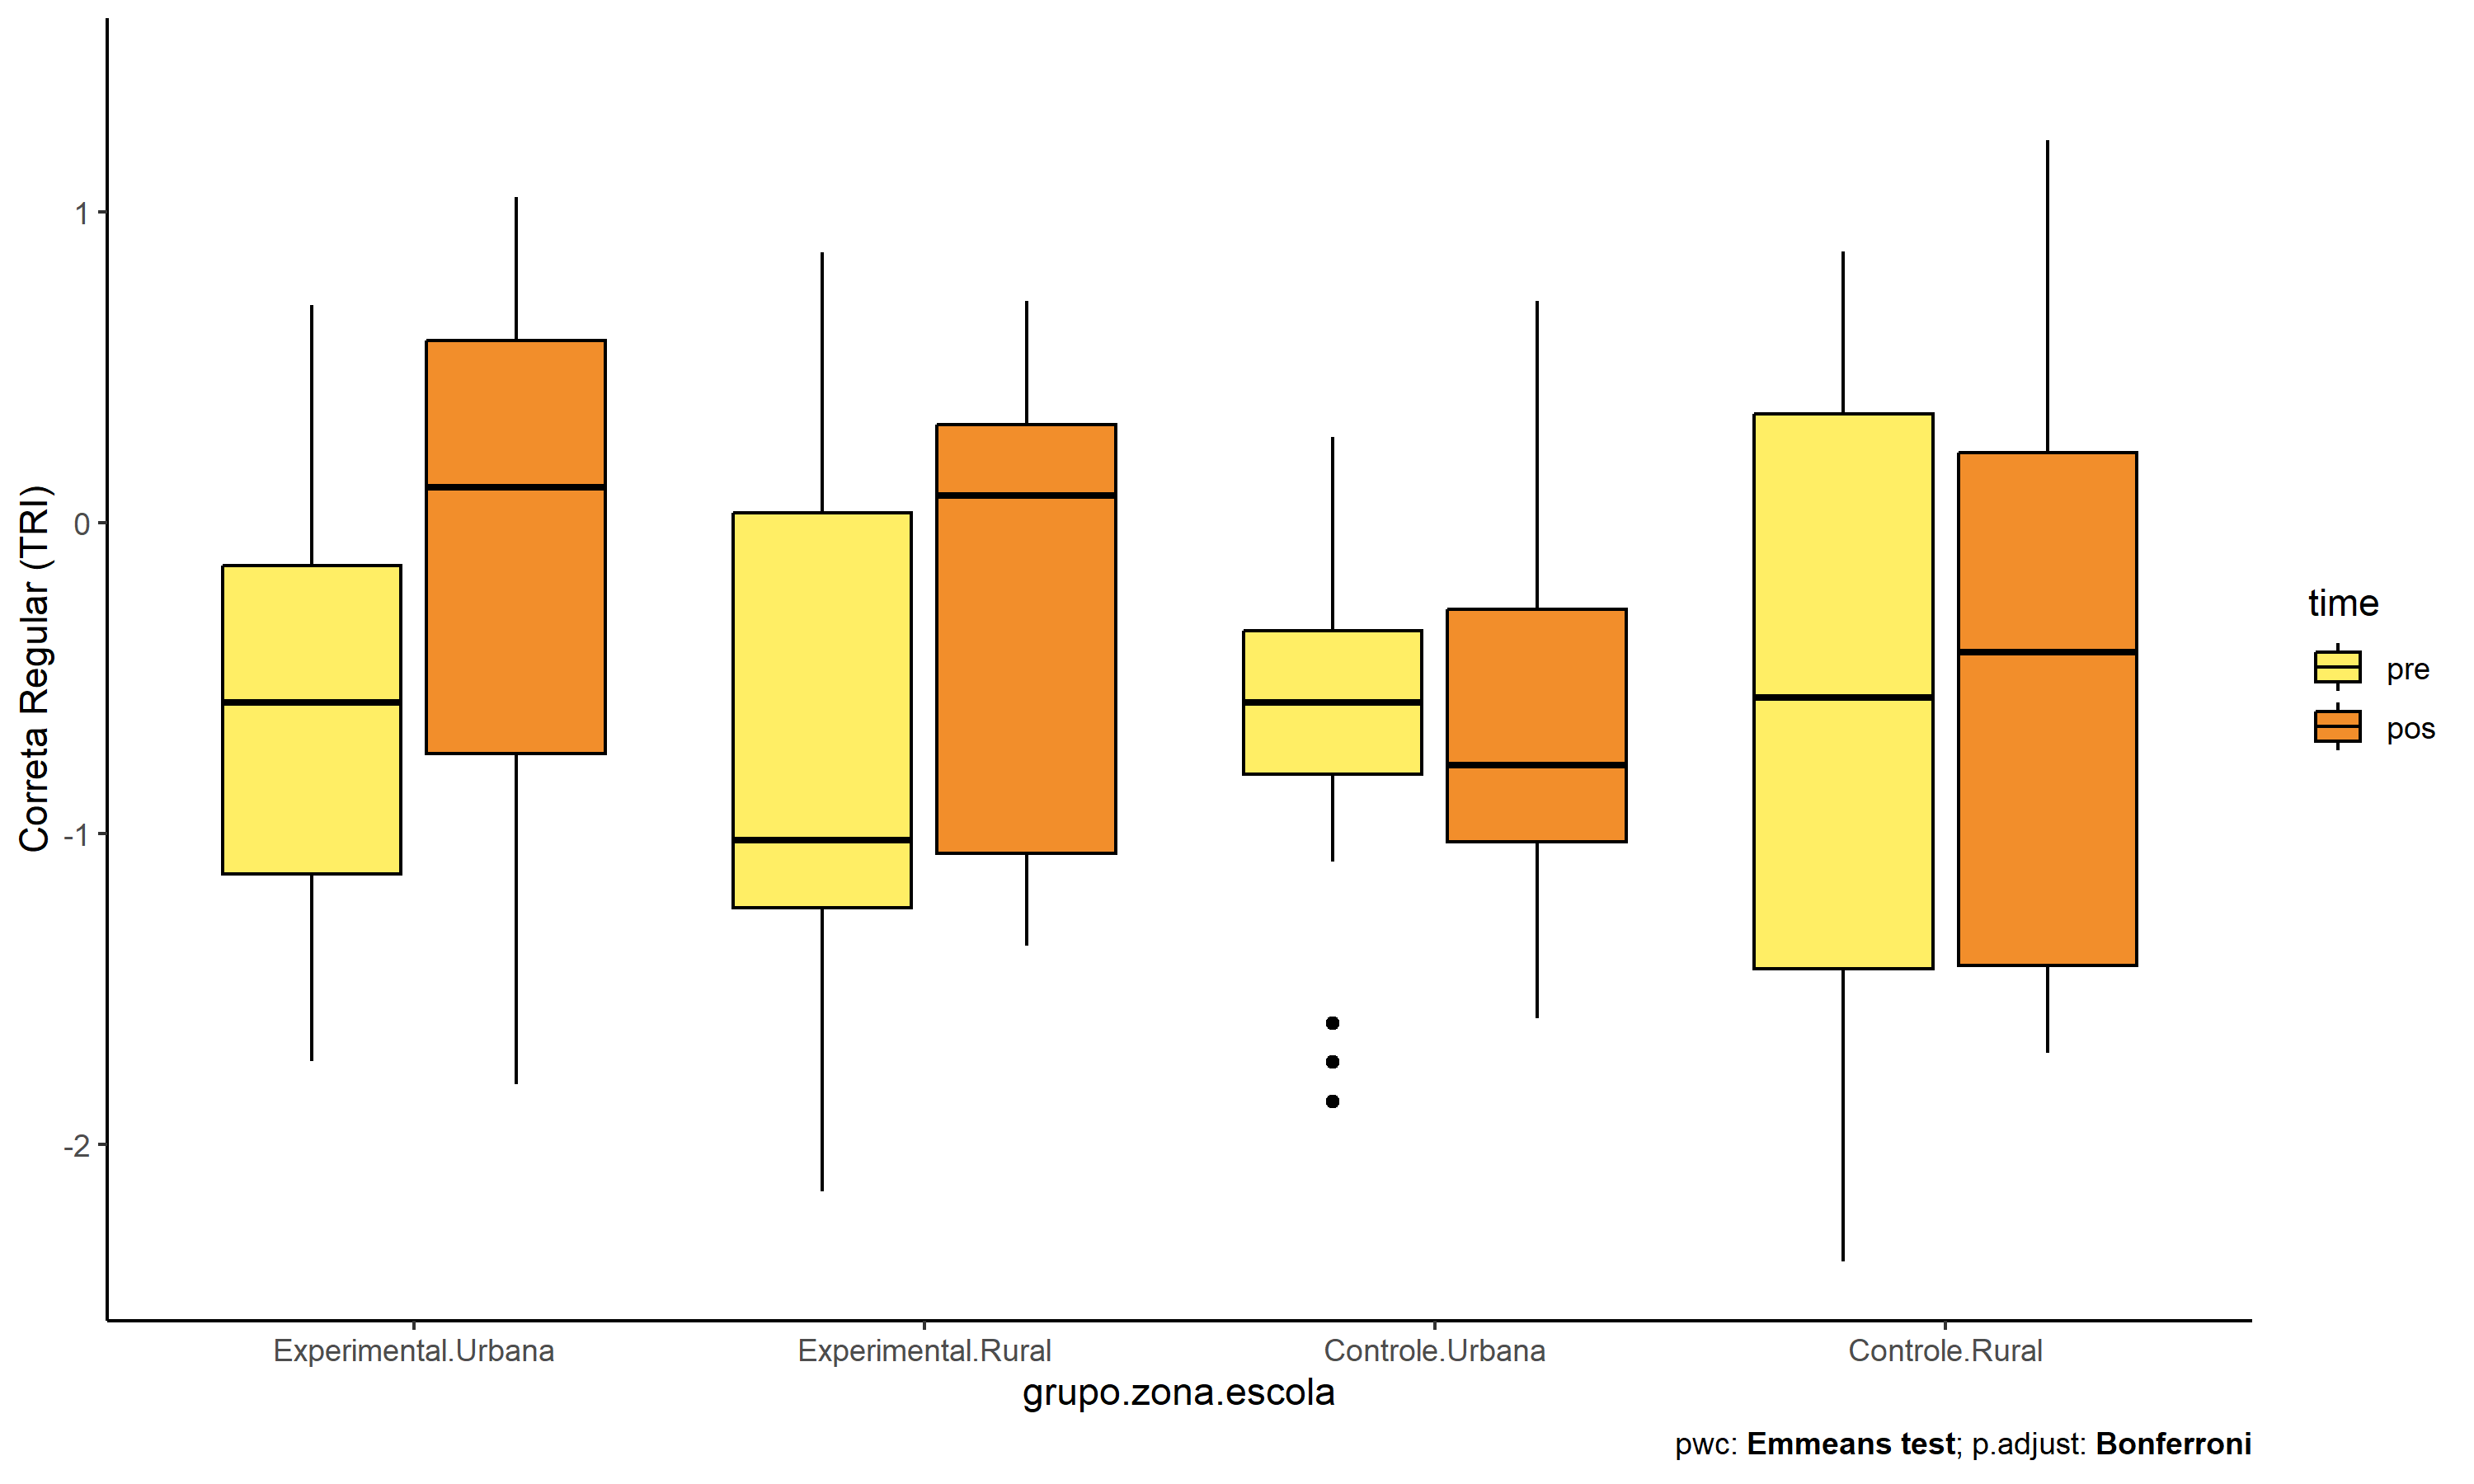 Correta Regular (TRI)
1
0
-1
-2
Experimental.Urbana
Experimental.Rural
Controle.Urbana
Controle.Rural
grupo.zona.escola
time
pre
pos
pwc: Emmeans test; p.adjust: Bonferroni